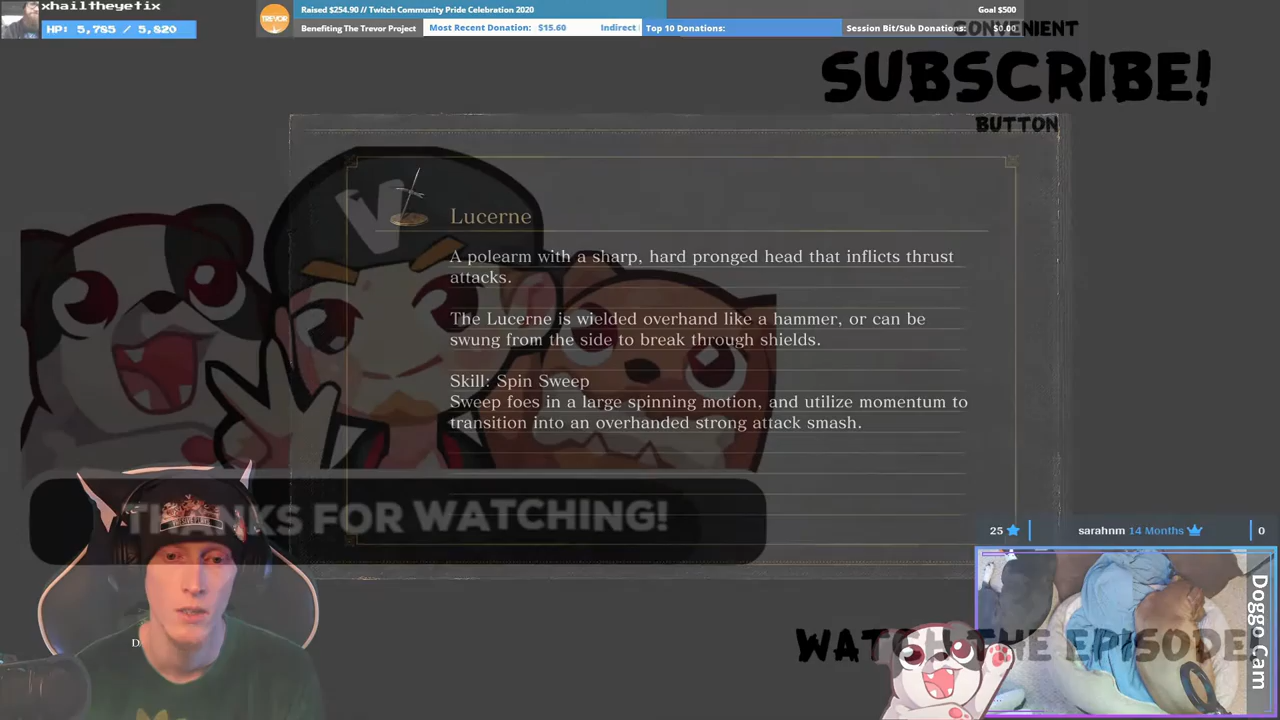 xhailtheyetix
HP: 5,785 / 5,820
TREVOR
Raised $254.90 // Twitch Community Pride Celebration 2020
Goal $500
Benefiting The Trevor Project
Most Recent Donation: $15.60
Indirect
Top 10 Donations:
Session Bit/Sub Donations: $0.00
CONVENIENT
SUBSCRIBE!
BUTTON
V
Lucerne
A polearm with a sharp, hard pronged head that inflicts thrust
attacks.
The Lucerne is wielded overhand like a hammer, or can be
swung from the side to break through shields.
Skill: Spin Sweep
Sweep foes in a large spinning motion, and utilize momentum to
transition into an overhanded strong attack smash.
THANKS FOR WATCHING!
25
sarahnm 14 Months
0
D
WATCH THE EPISODE!
Doggo Cam